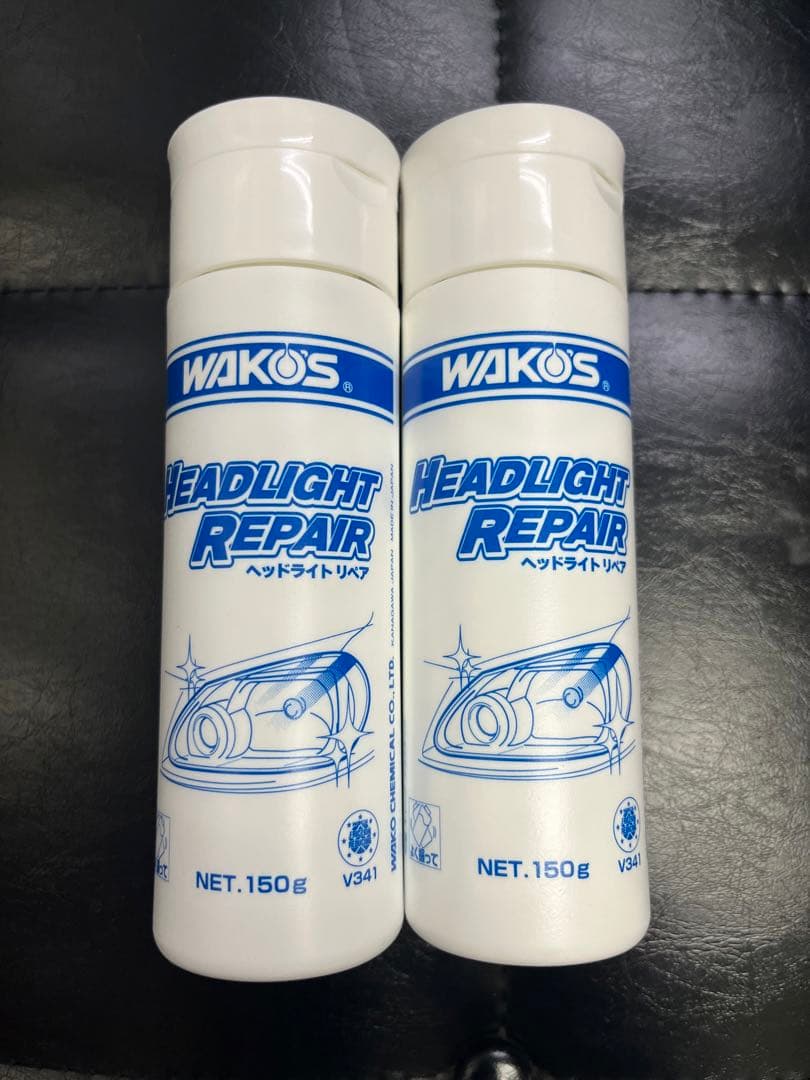 WAKO'S®
HEADLIGHT
REPAIR
ヘッドライト リペア
WAKO CHEMICAL CO., LTD. KANAGAWA JAPAN MADE IN JAPAN
NET.150g
V341
WAKO'S®
HEADLIGHT
REPAIR
ヘッドライト リペア
よく振って
NET.150g
V341